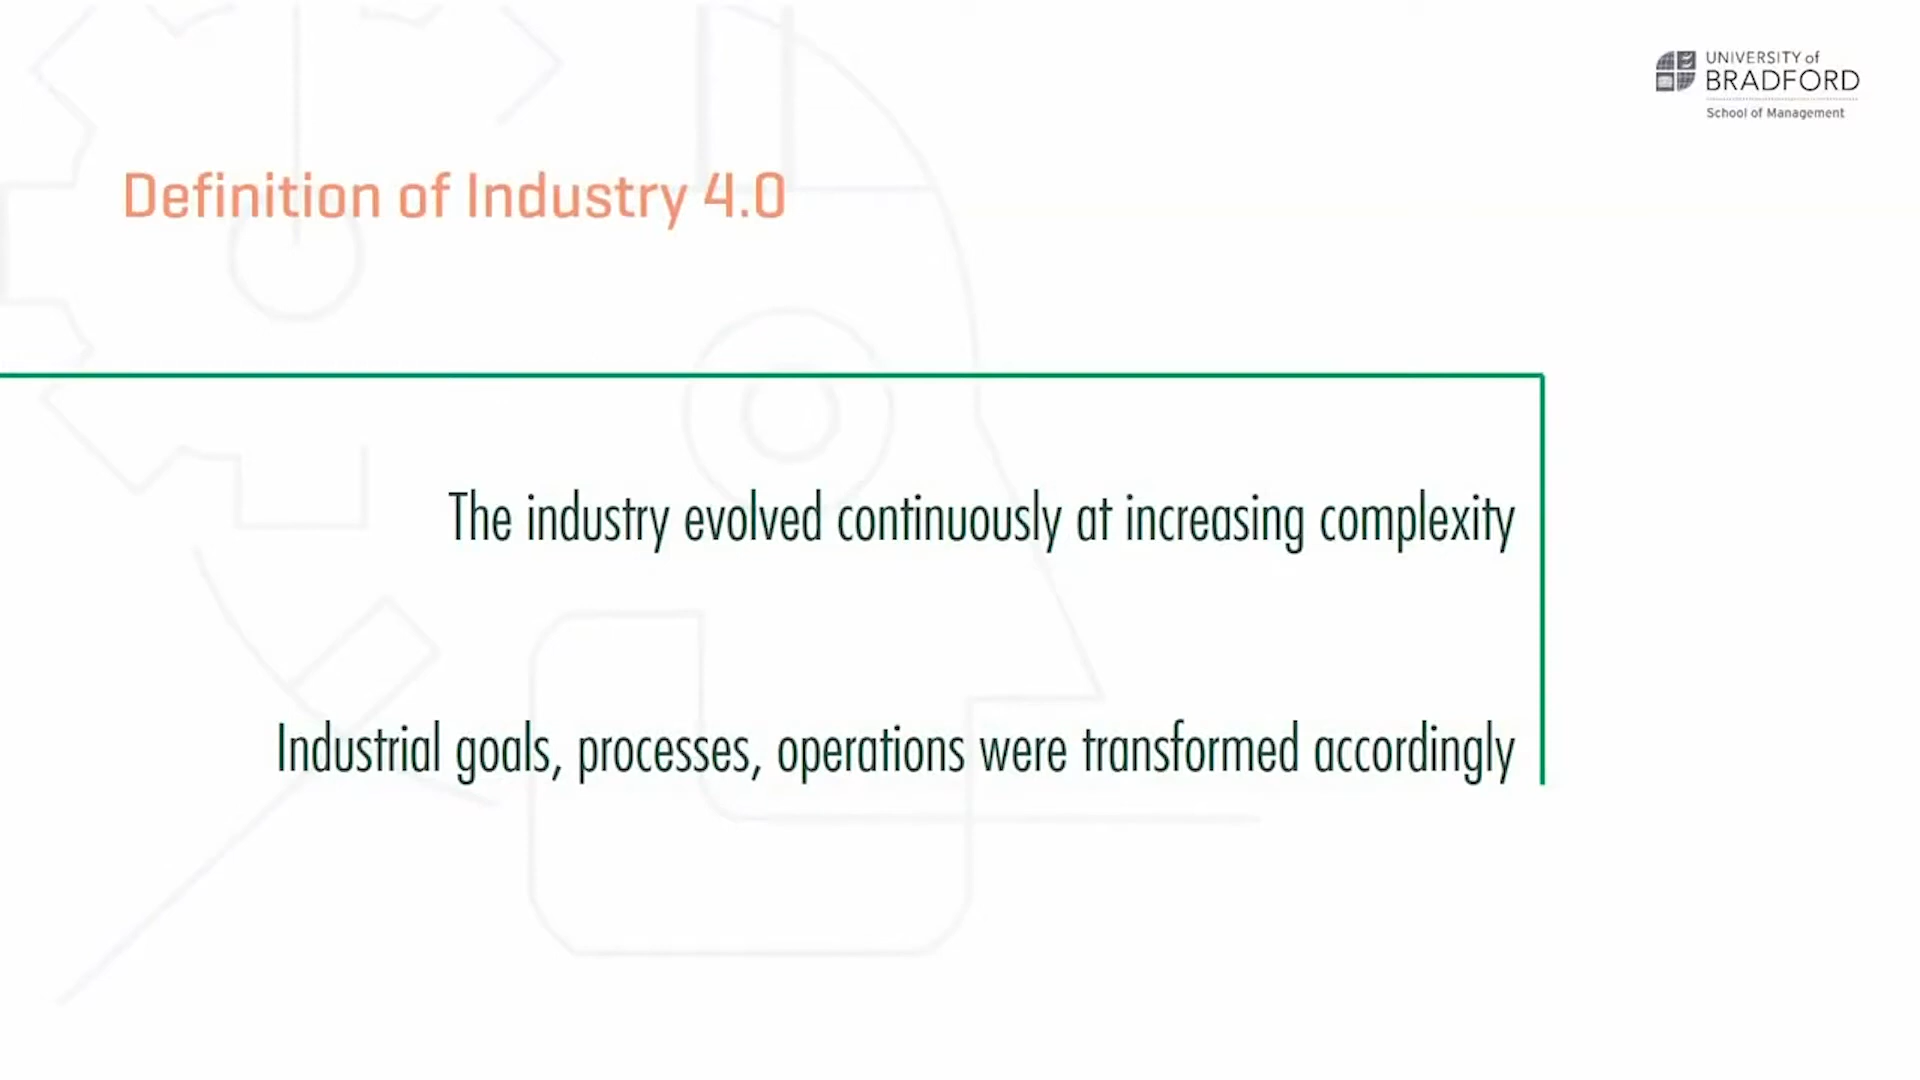 UNIVERSITY of
BRADFORD
School of Management
Definition of Industry 4.0
The industry evolved continuously at increasing complexity
Industrial goals, processes, operations were transformed accordingly